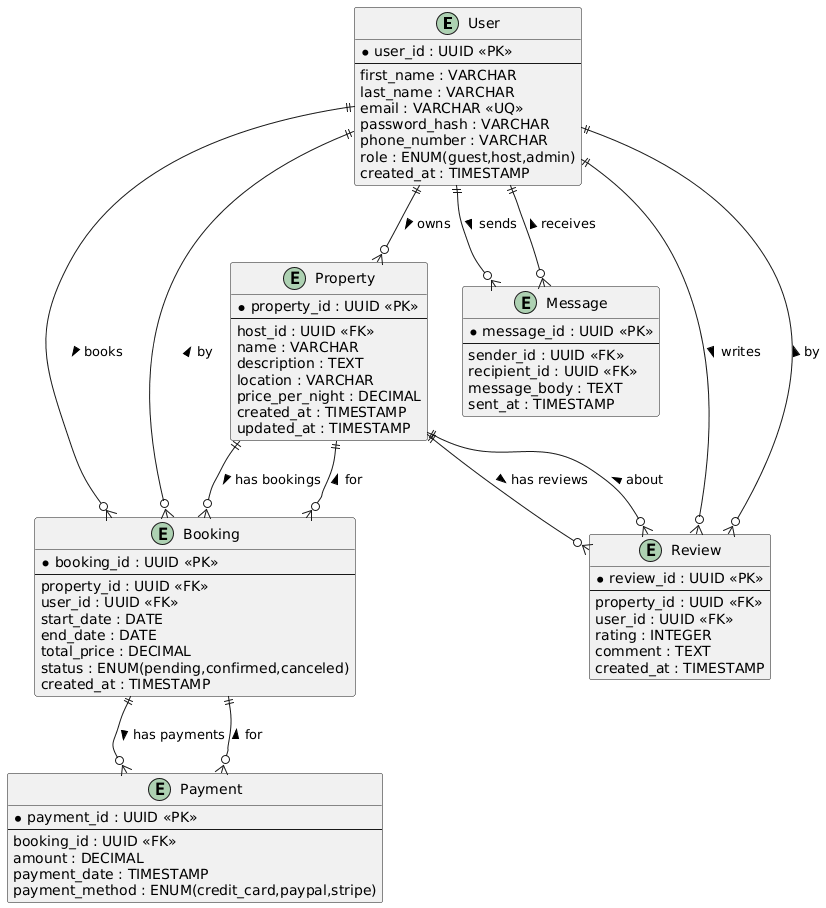 E User
* user_id : UUID «PK»
first_name : VARCHAR
last_name : VARCHAR
email : VARCHAR «UQ»
password_hash : VARCHAR
phone_number : VARCHAR
role : ENUM(guest,host,admin)
created_at : TIMESTAMP
owns
sends
receives
E Property
* property_id : UUID «PK»
host_id : UUID «FK»
name : VARCHAR
description : TEXT
location : VARCHAR
price_per_night : DECIMAL
created_at : TIMESTAMP
updated_at : TIMESTAMP
E Message
* message_id : UUID «PK»
sender_id : UUID «FK»
recipient_id : UUID «FK»
message_body : TEXT
sent_at : TIMESTAMP
books
by
writes
by
has bookings
for
has reviews
about
E Booking
* booking_id : UUID «PK»
property_id : UUID «FK»
user_id : UUID «FK»
start_date : DATE
end_date : DATE
total_price : DECIMAL
status : ENUM(pending,confirmed,canceled)
created_at : TIMESTAMP
E Review
* review_id : UUID «PK»
property_id : UUID «FK»
user_id : UUID «FK»
rating : INTEGER
comment : TEXT
created_at : TIMESTAMP
has payments
for
E Payment
* payment_id : UUID «PK»
booking_id : UUID «FK»
amount : DECIMAL
payment_date : TIMESTAMP
payment_method : ENUM(credit_card,paypal,stripe)